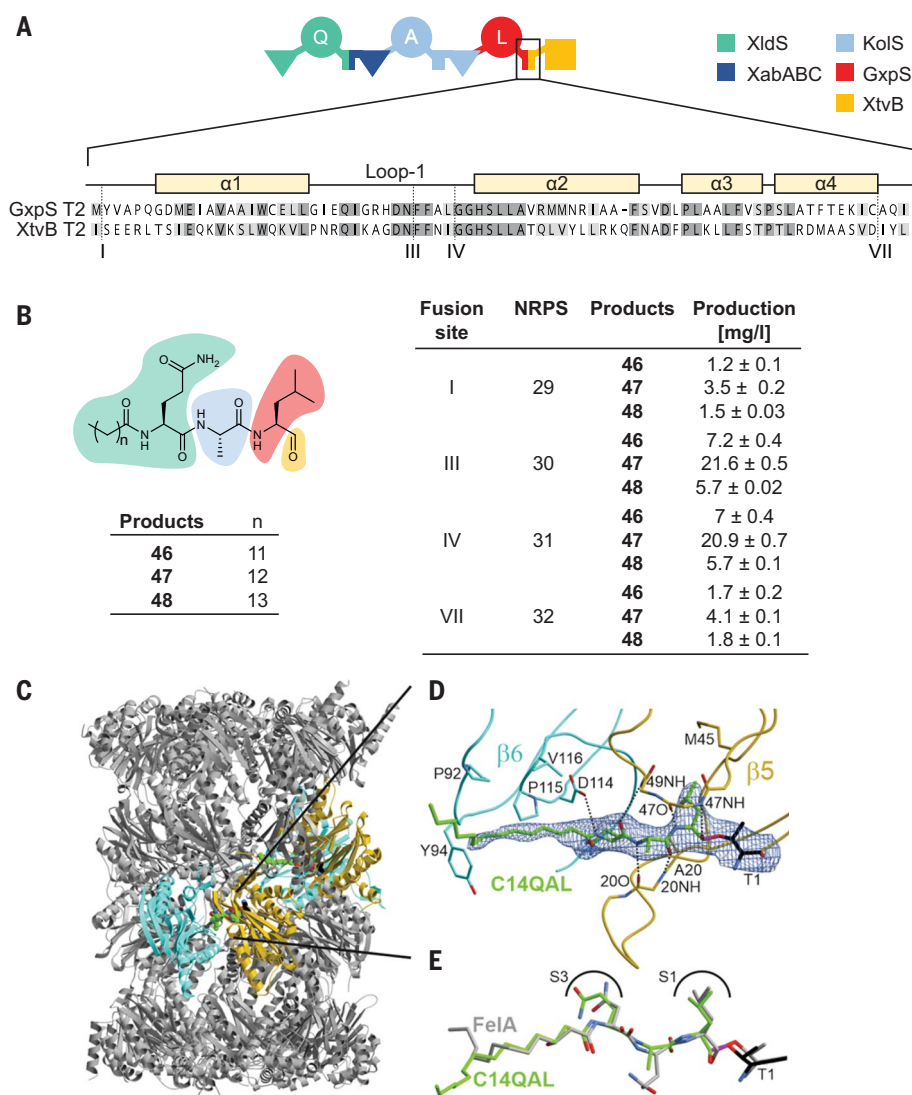 A
Q A L
XldS KolS
XabABC GxpS
XtvB
Loop-1
α1 α2 α3 α4
GxpS T2 MYVAPQGDMEIAVAAIWCELLGIEQIGRHDNFFALGGHSLLAVRMMNRIAA-FSVDLPLAALFVSPSLATFTEKICAQI
XtvB T2 ISEERLTSIEQKVKSLWQKVLPNRQIKAGDNFFNIGGHSLLATQLVYLLRKQFNADFPLKLLFSTPTLRDMAASVDIYL
I III IV VII
B
O NH2
O H N O
( )n N H O N H O
Products n
46 11
47 12
48 13
Fusion site NRPS Products Production [mg/l]
46 1.2 ± 0.1
I 29 47 3.5 ± 0.2
48 1.5 ± 0.03
46 7.2 ± 0.4
III 30 47 21.6 ± 0.5
48 5.7 ± 0.02
46 7 ± 0.4
IV 31 47 20.9 ± 0.7
48 5.7 ± 0.1
46 1.7 ± 0.2
VII 32 47 4.1 ± 0.1
48 1.8 ± 0.1
C
D
β6 M45
P92 V116 β5
P115 D114 49NH
47O 47NH
Y94
C14QAL A20 T1
20O 20NH
E
S3 S1
FelA
C14QAL T1